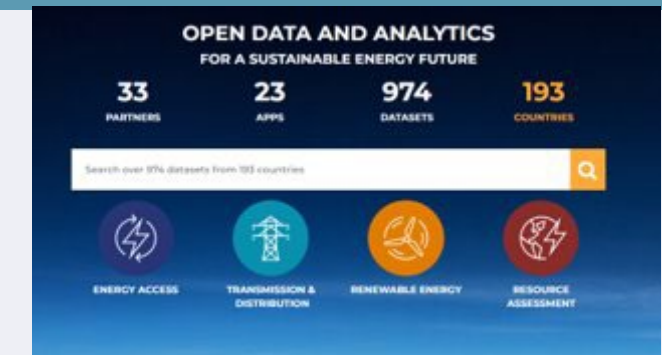 OPEN DATA AND ANALYTICS
FOR A SUSTAINABLE ENERGY FUTURE
33
23
974
193
PARTNERS
APPS
DATASETS
COUNTRIES
Search over 974 datasets from 193 countries
ENERGY ACCESS
TRANSMISSION &
DISTRIBUTION
RENEWABLE ENERGY
RESOURCE
ASSESSMENT